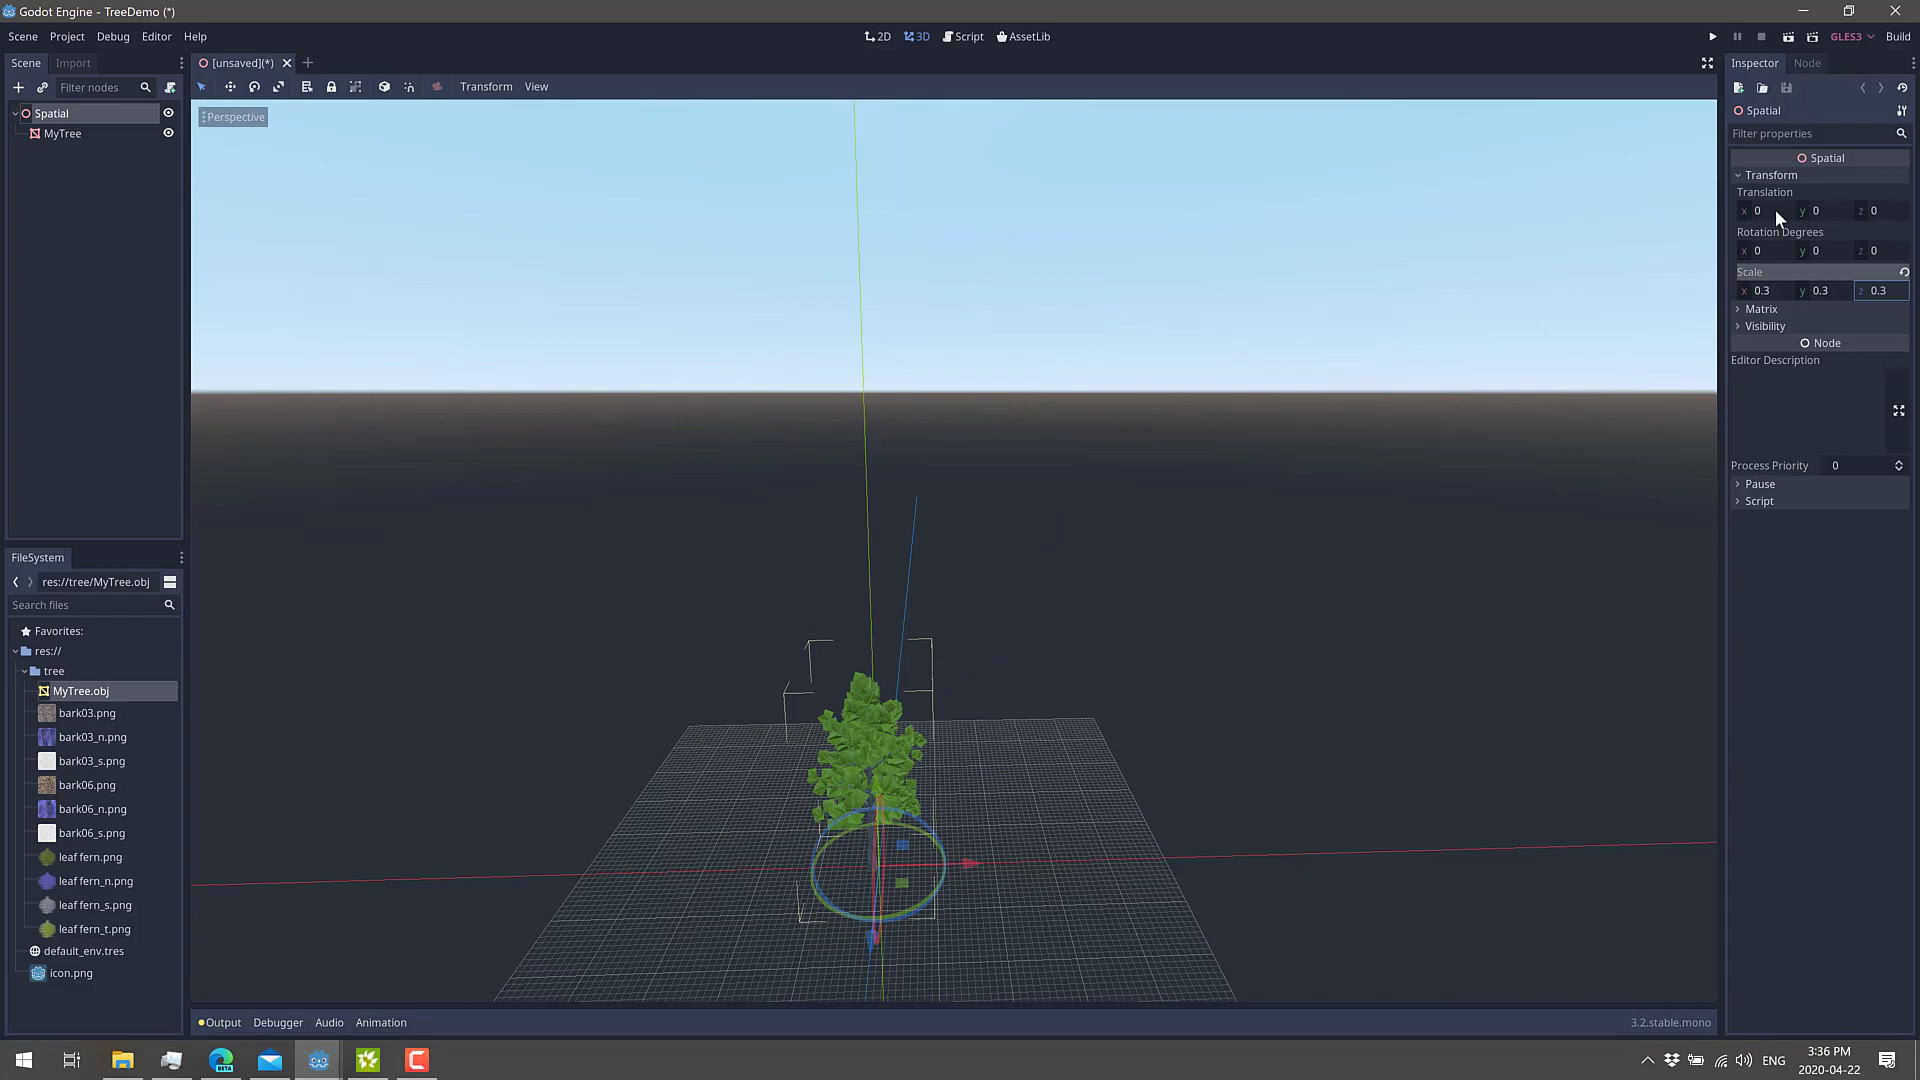 Godot Engine - TreeDemo (*)
Scene Project Debug Editor Help
2D 3D Script AssetLib
GLES3 Build
Scene Import
[unsaved](*)
Inspector Node
Filter nodes
Transform View
Spatial
MyTree
Perspective
Spatial
Filter properties
Spatial
Transform
Translation
x 0 y 0 z 0
Rotation Degrees
x 0 y 0 z 0
Scale
x 0.3 y 0.3 z 0.3
Matrix
Visibility
Node
Editor Description
Process Priority 0
Pause
Script
FileSystem
res://tree/MyTree.obj
Search files
Favorites:
res://
tree
MyTree.obj
bark03.png
bark03_n.png
bark03_s.png
bark06.png
bark06_n.png
bark06_s.png
leaf fern.png
leaf fern_n.png
leaf fern_s.png
leaf fern_t.png
default_env.tres
icon.png
Output Debugger Audio Animation
3.2.stable.mono
BETA
ENG
3:36 PM
2020-04-22